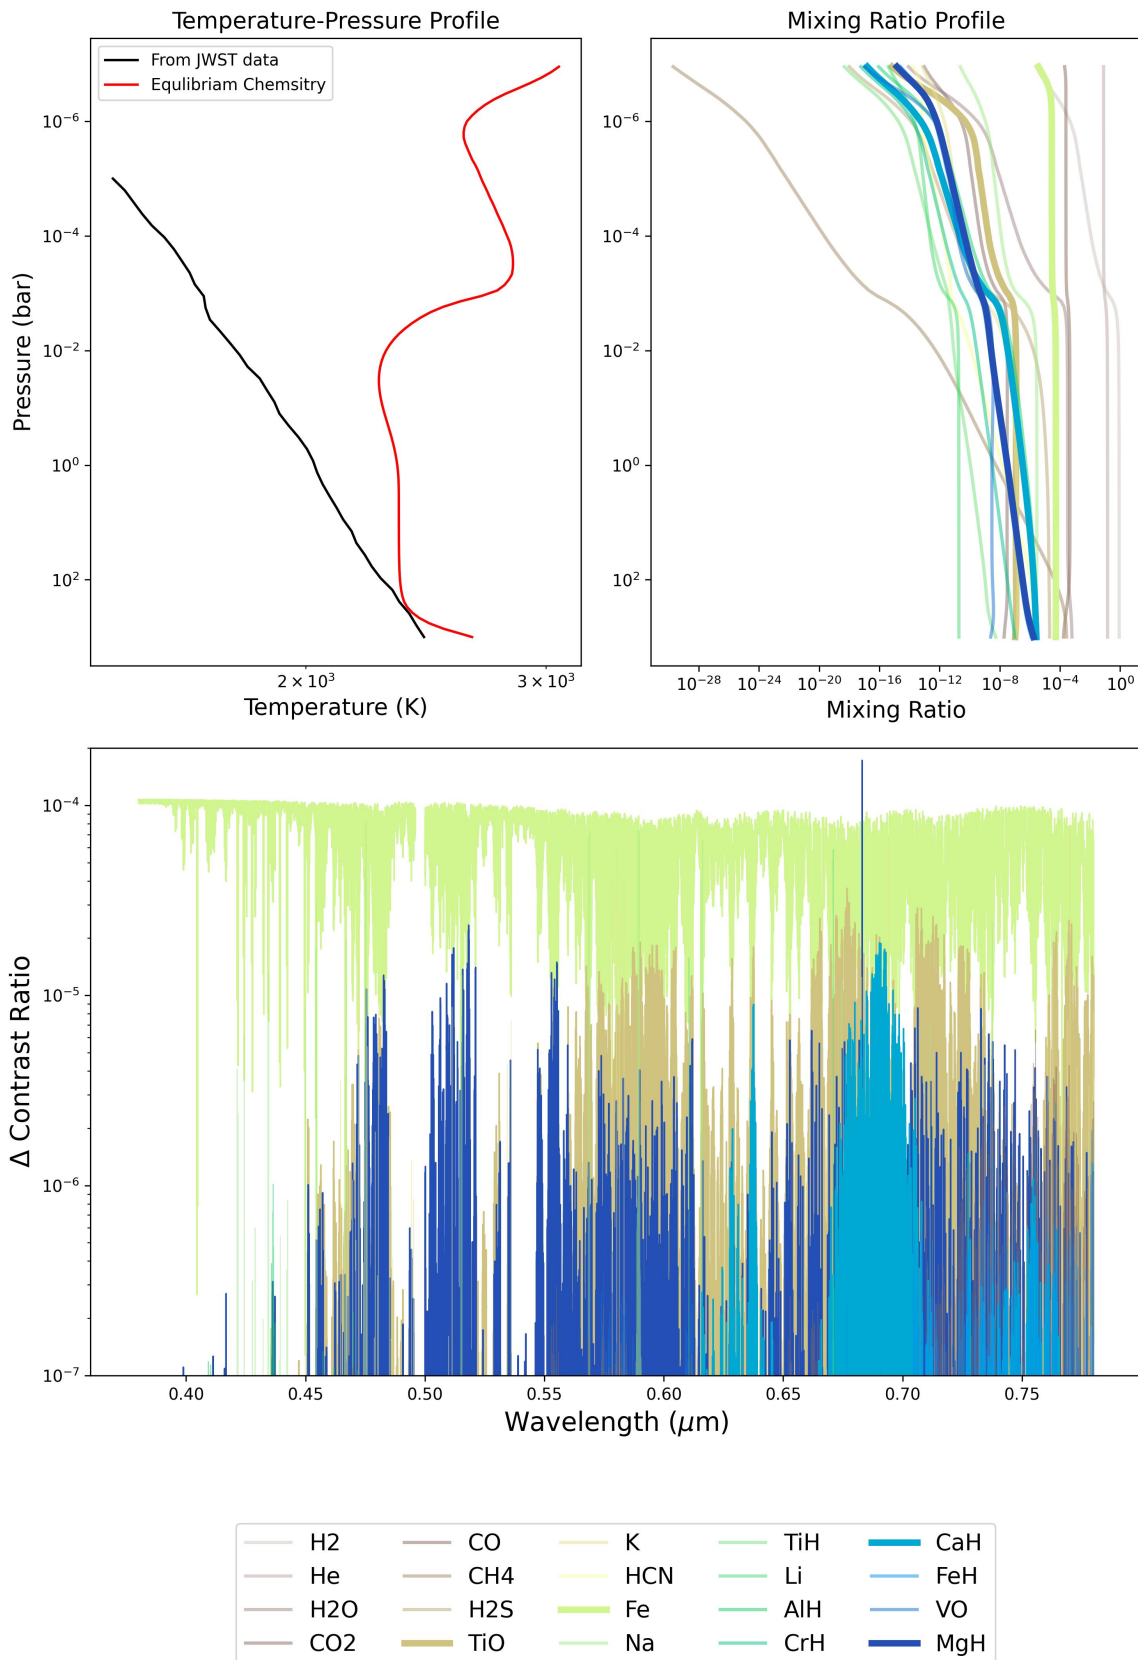 Temperature-Pressure Profile
From JWST data
Equlibriam Chemsitry
Pressure (bar)
10^-6
10^-4
10^-2
10^0
10^2
2 × 10^3
3 × 10^3
Temperature (K)
Mixing Ratio Profile
10^-6
10^-4
10^-2
10^0
10^2
10^-28
10^-24
10^-20
10^-16
10^-12
10^-8
10^-4
10^0
Mixing Ratio
Δ Contrast Ratio
10^-4
10^-5
10^-6
10^-7
0.40
0.45
0.50
0.55
0.60
0.65
0.70
0.75
Wavelength (μm)
H2
He
H2O
CO2
CO
CH4
H2S
TiO
K
HCN
Fe
Na
TiH
Li
AlH
CrH
CaH
FeH
VO
MgH